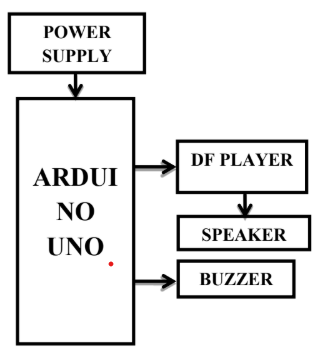 POWER
SUPPLY
ARDUI
NO
UNO
DF PLAYER
SPEAKER
BUZZER